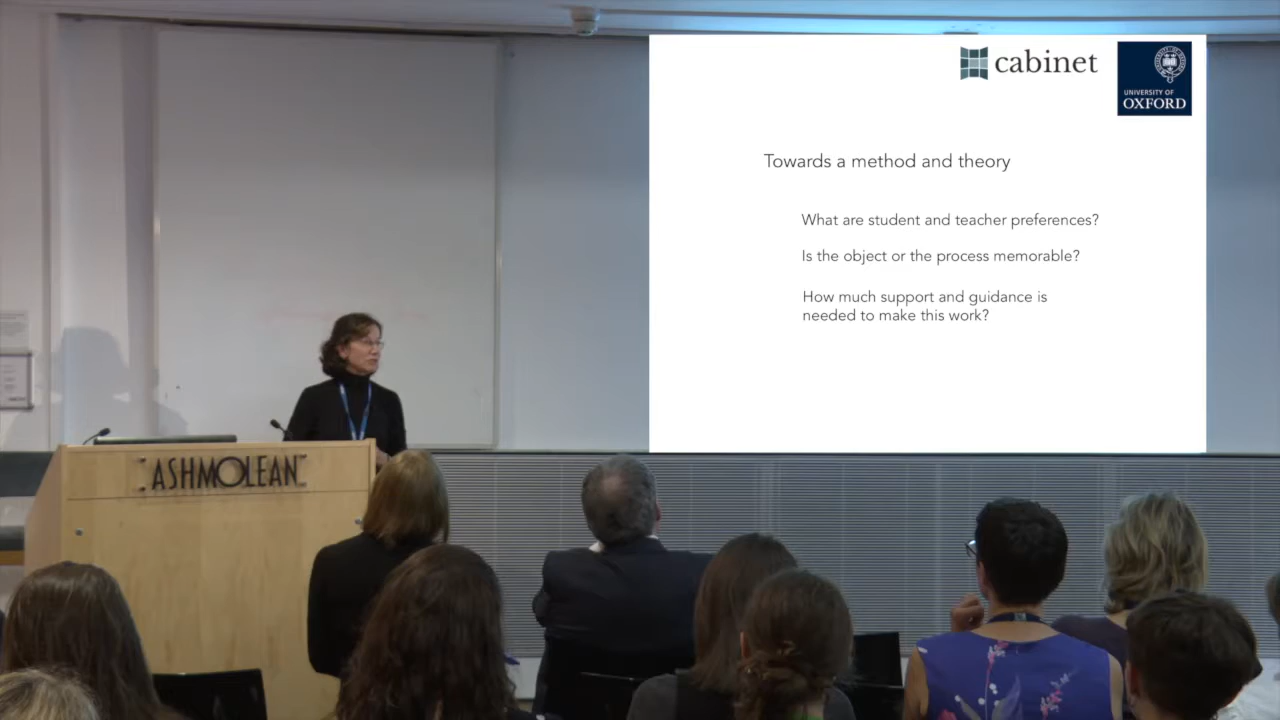 cabinet
UNIVERSITY OF
OXFORD
Towards a method and theory
What are student and teacher preferences?
Is the object or the process memorable?
How much support and guidance is
needed to make this work?
ASHMOLEAN